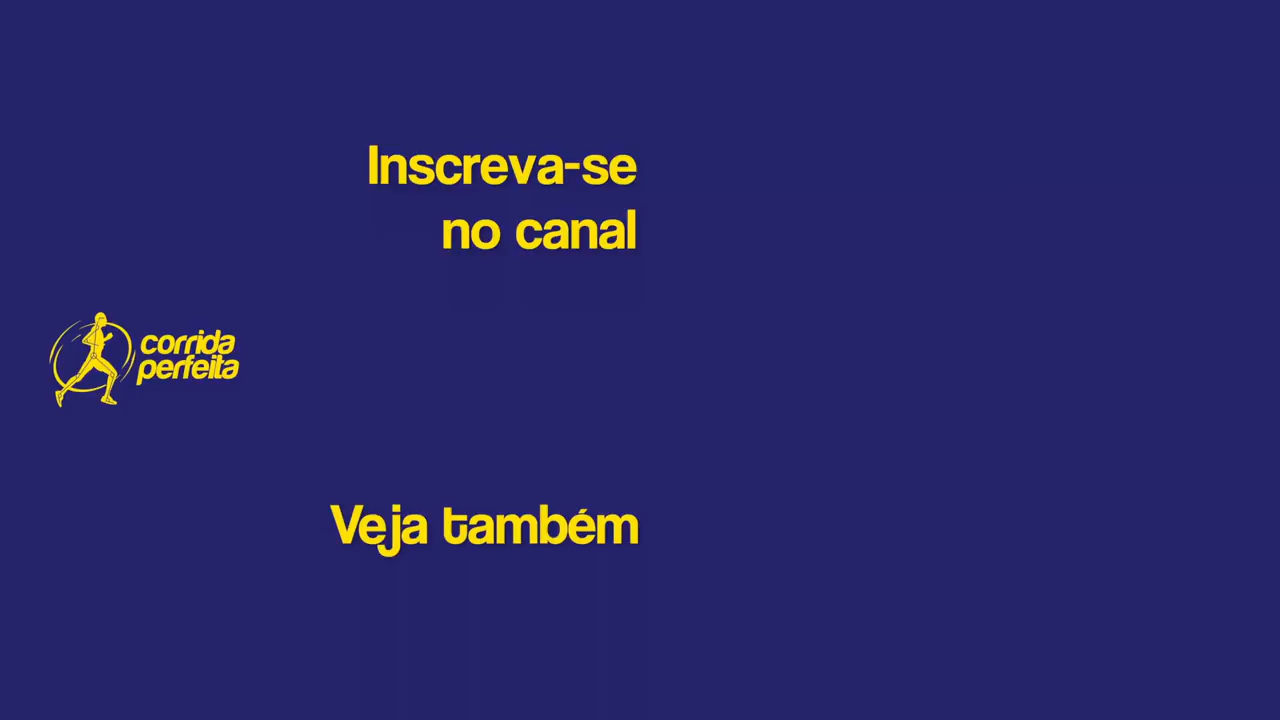 Inscreva-se
no canal
corrida
perfeita
Veja também